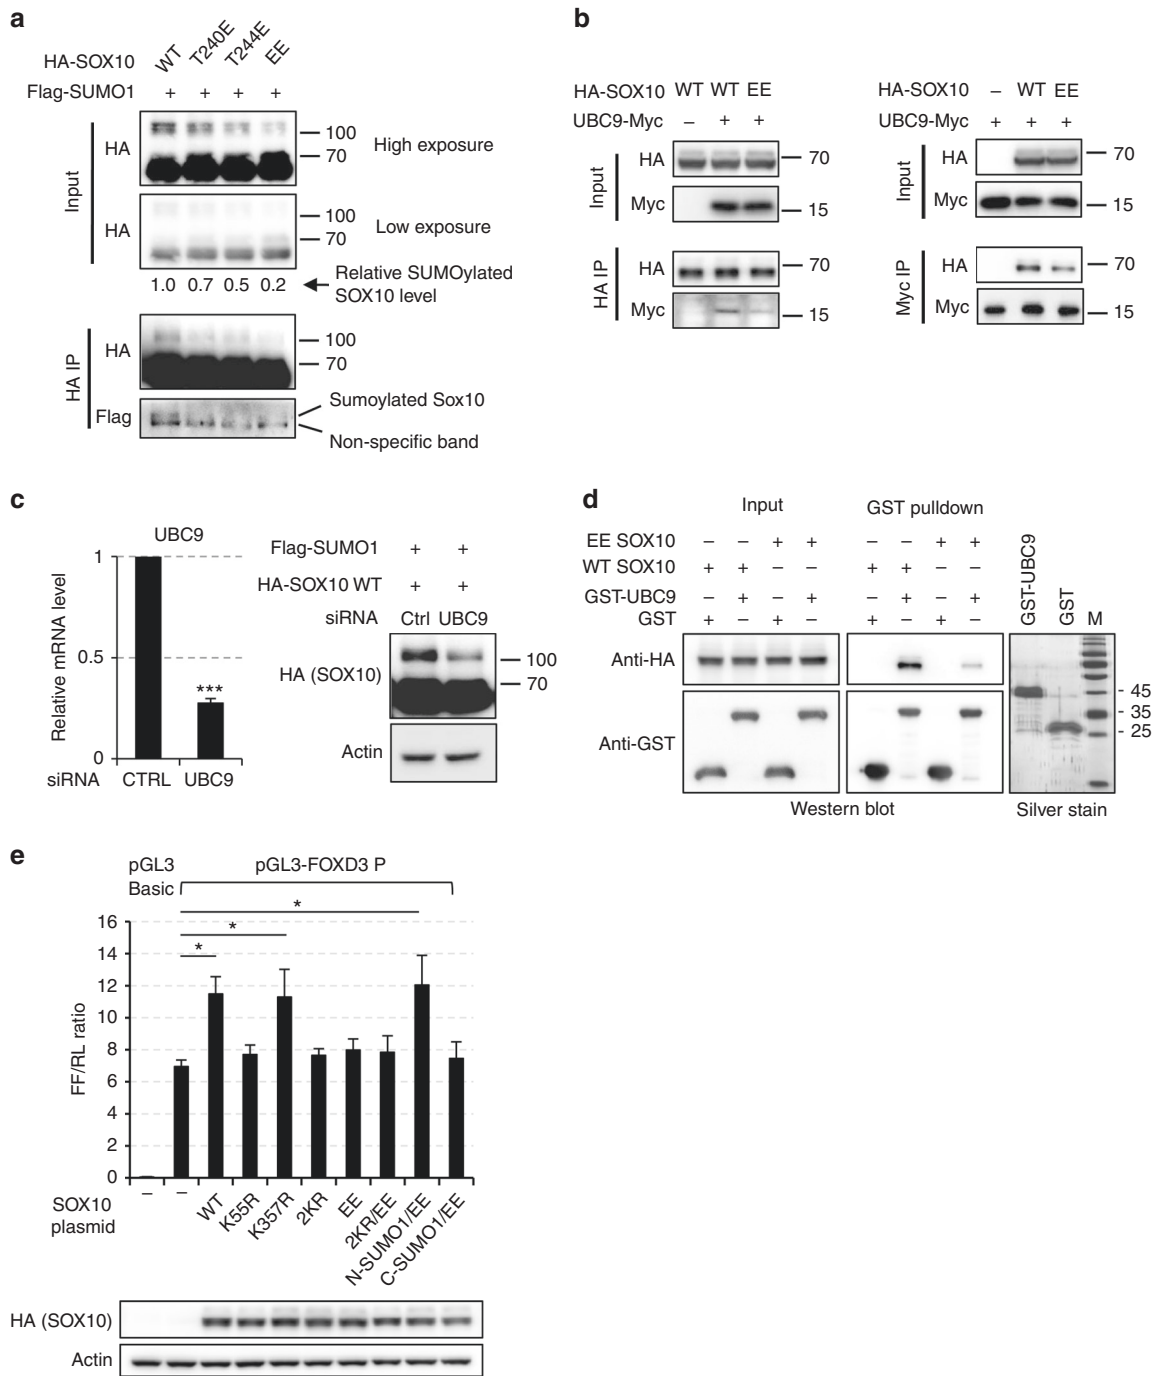 a
HA-SOX10 WT T240E T244E EE
Flag-SUMO1 + + + +
Input
HA
100
70
High exposure
HA
100
70
Low exposure
1.0 0.7 0.5 0.2
Relative SUMOylated
SOX10 level
HA IP
HA
100
70
Flag
Sumoylated Sox10
Non-specific band
b
HA-SOX10 WT WT EE
UBC9-Myc – + +
Input
HA
70
Myc
15
HA IP
HA
70
Myc
15
HA-SOX10 – WT EE
UBC9-Myc + + +
Input
HA
70
Myc
15
Myc IP
HA
70
Myc
15
c
UBC9
Relative mRNA level
1
0.5
0
***
siRNA CTRL UBC9
Flag-SUMO1 + +
HA-SOX10 WT + +
siRNA Ctrl UBC9
HA (SOX10)
100
70
Actin
d
Input GST pulldown
EE SOX10 – – + + – – + +
WT SOX10 + + – – + + – –
GST-UBC9 – + – + – + – +
GST + – + – + – + –
GST-UBC9
GST
M
Anti-HA
Anti-GST
- 45
- 35
- 25
Western blot
Silver stain
e
pGL3
Basic
pGL3-FOXD3 P
*
*
*
FF/RL ratio
16
14
12
10
8
6
4
2
0
SOX10
plasmid
– – WT K55R K357R 2KR EE 2KR/EE N-SUMO1/EE C-SUMO1/EE
HA (SOX10)
Actin